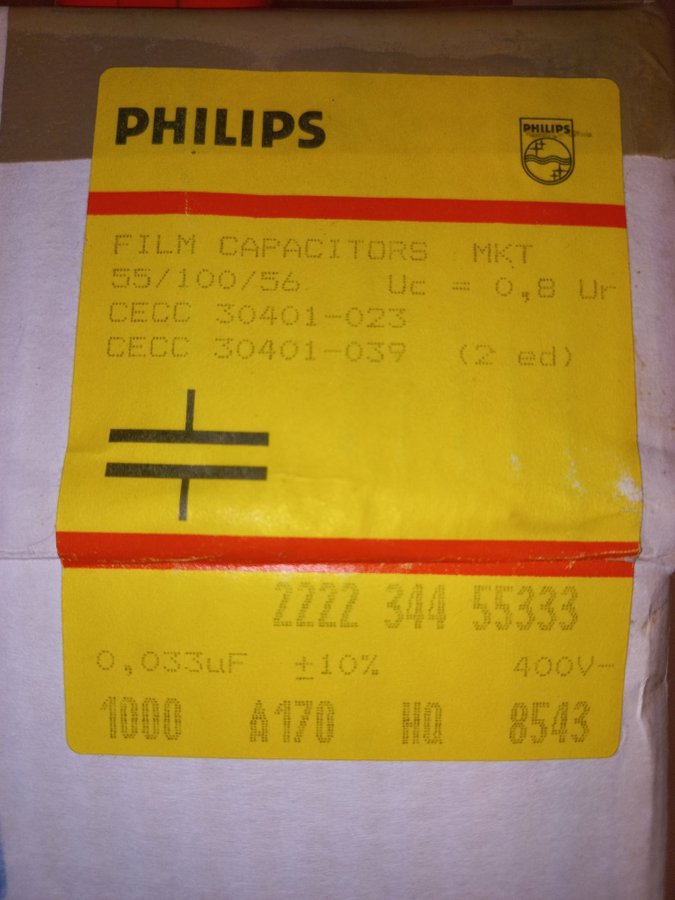 PHILIPS
PHILIPS
FILM CAPACITORS MKT
55/100/56 Uc = 0,8 Ur
CECC 30401-023
CECC 30401-039 (2 ed)
2222 344 55333
0,033uF ±10% 400V-
1000 A170 HQ 8543